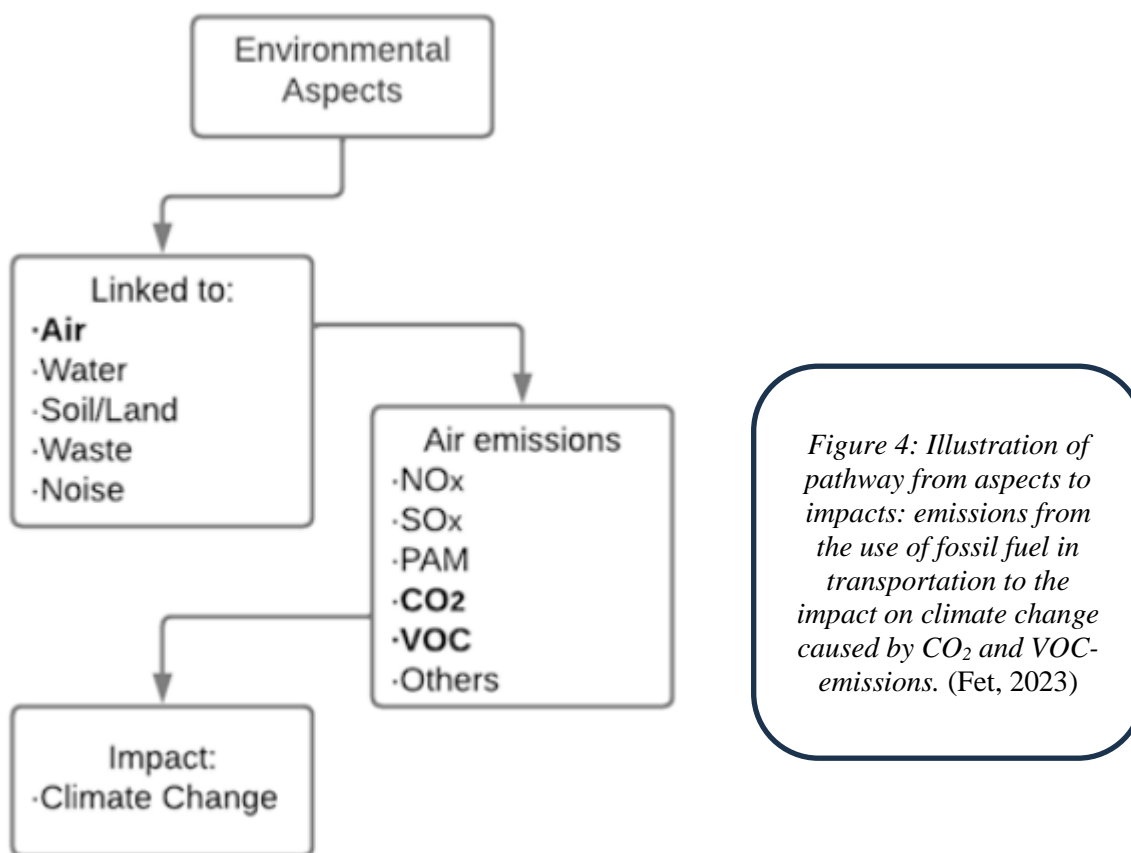 Environmental
Aspects
Linked to:
·Air
·Water
·Soil/Land
·Waste
·Noise
Air emissions
·NOx
·SOx
·PAM
·CO2
·VOC
·Others
Impact:
·Climate Change
Figure 4: Illustration of
pathway from aspects to
impacts: emissions from
the use of fossil fuel in
transportation to the
impact on climate change
caused by CO2 and VOC-
emissions. (Fet, 2023)